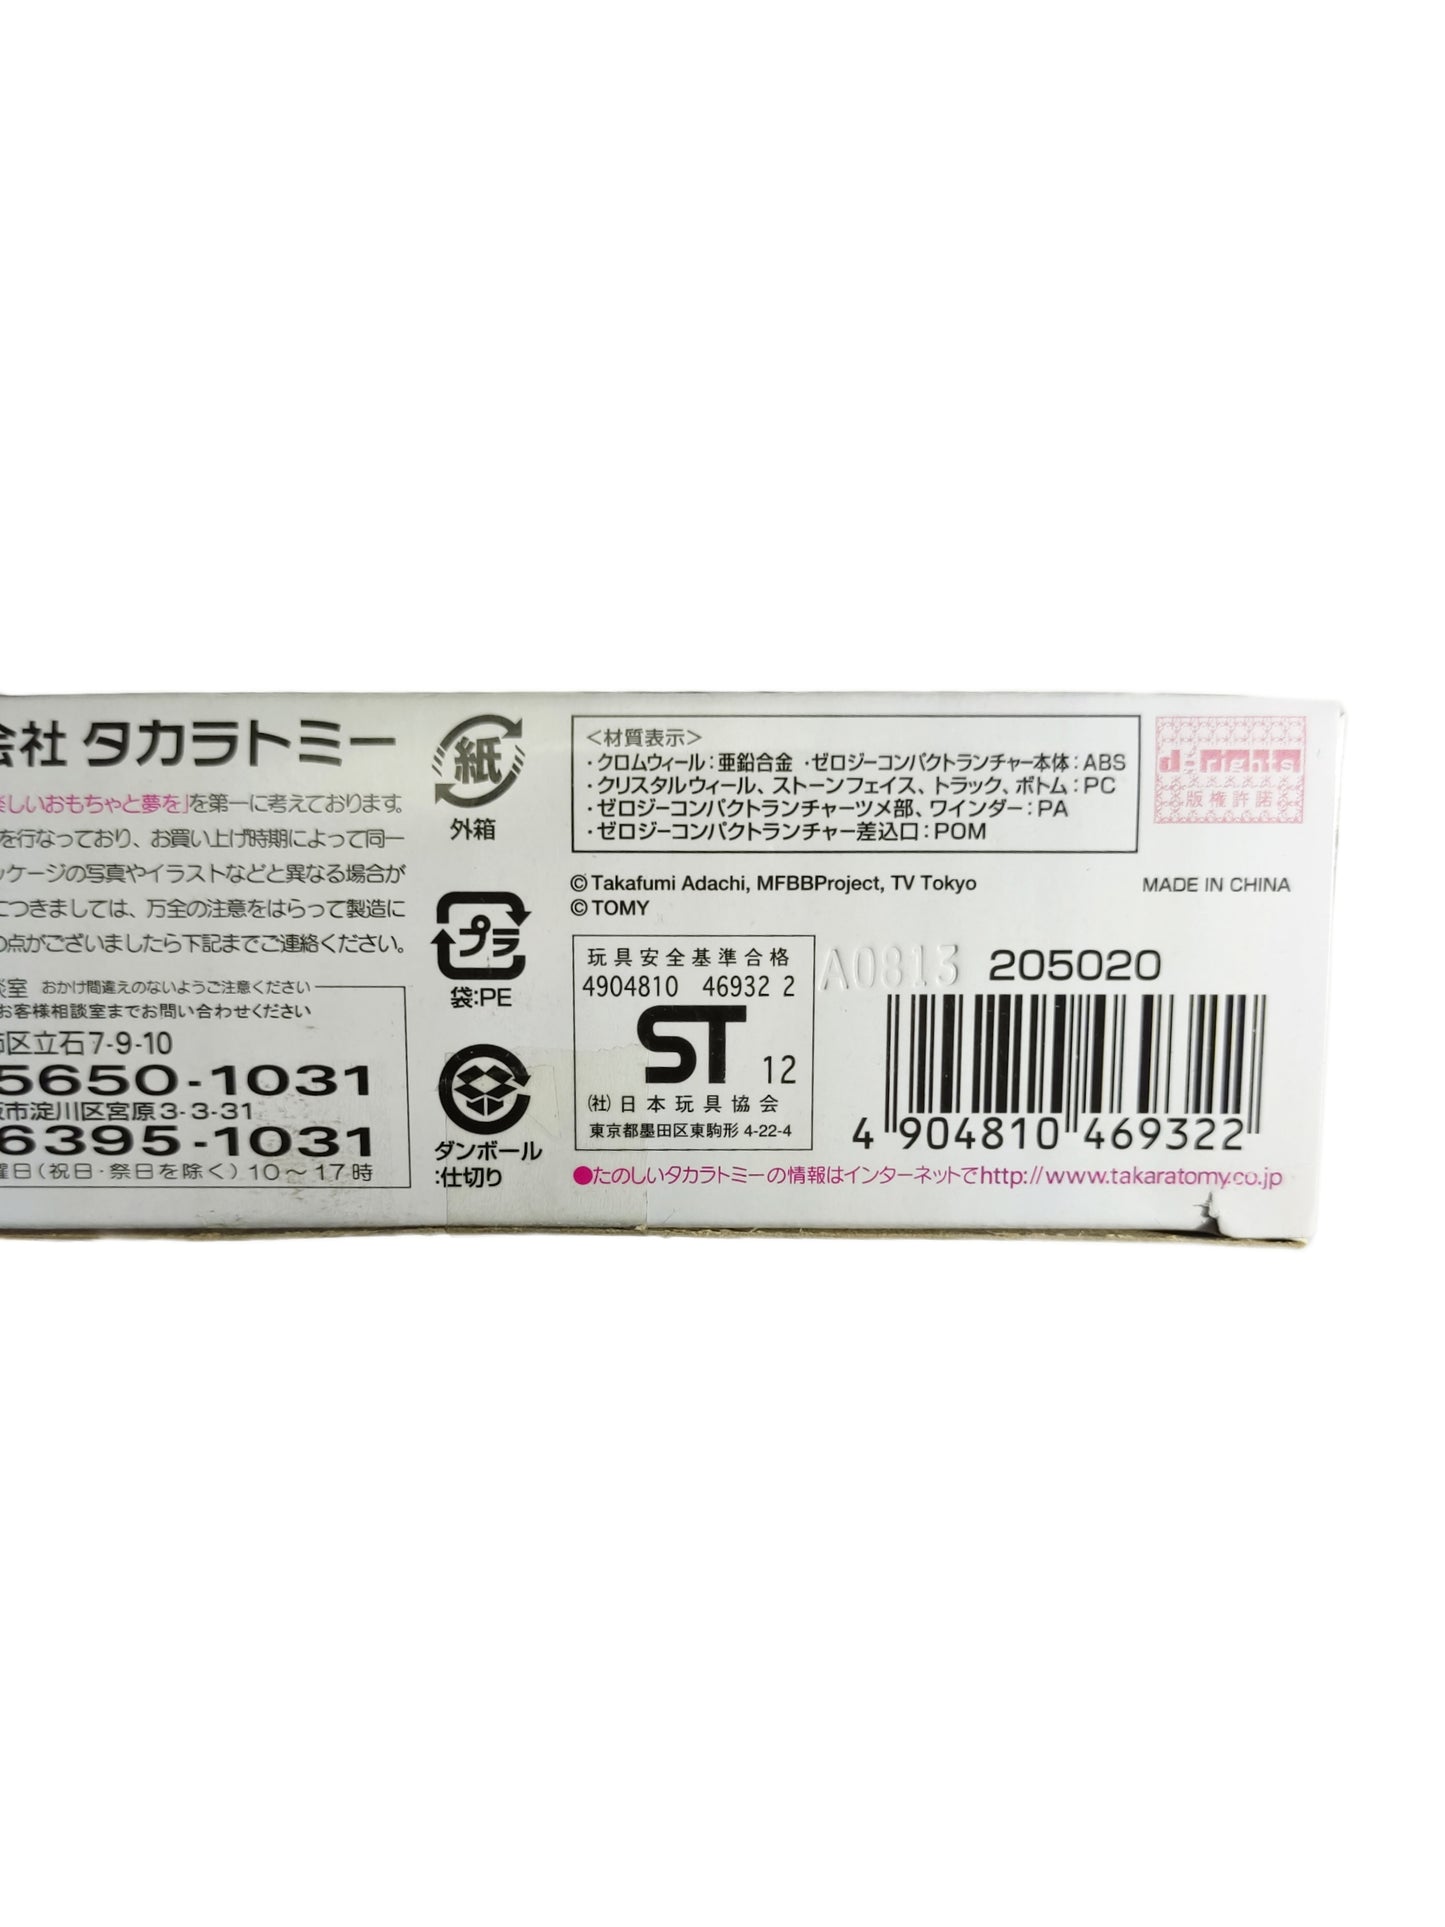 会社 タカラトミー
楽しいおもちゃと夢を」を第一に考えております。
を行なっており、お買い上げ時期によって同一
ッケージの写真やイラストなどと異なる場合が
につきましては、万全の注意をはらって製造に
の点がございましたら下記までご連絡ください。
談室 おかけ間違えのないようご注意ください
お客様相談室までお問い合わせください
区立石7-9-10
5650-1031
阪市淀川区宮原3-3-31
6395-1031
曜日(祝日・祭日を除く)10〜17時
紙
外箱
プラ
袋:PE
ダンボール
:仕切り
<材質表示>
・クロムウィール:亜鉛合金 ・ゼロジーコンパクトランチャー本体:ABS
・クリスタルウィール、ストーンフェイス、トラック、ボトム:PC
・ゼロジーコンパクトランチャーツメ部、ワインダー:PA
・ゼロジーコンパクトランチャー差込口:POM
d-rights
版権許諾
©Takafumi Adachi, MFBBProject, TV Tokyo
©TOMY
MADE IN CHINA
玩具安全基準合格
4904810 46932 2
ST 12
(社)日本玩具協会
東京都墨田区東駒形 4-22-4
A0813
205020
4 904810 469322
●たのしいタカラトミーの情報はインターネットでhttp://www.takaratomy.co.jp